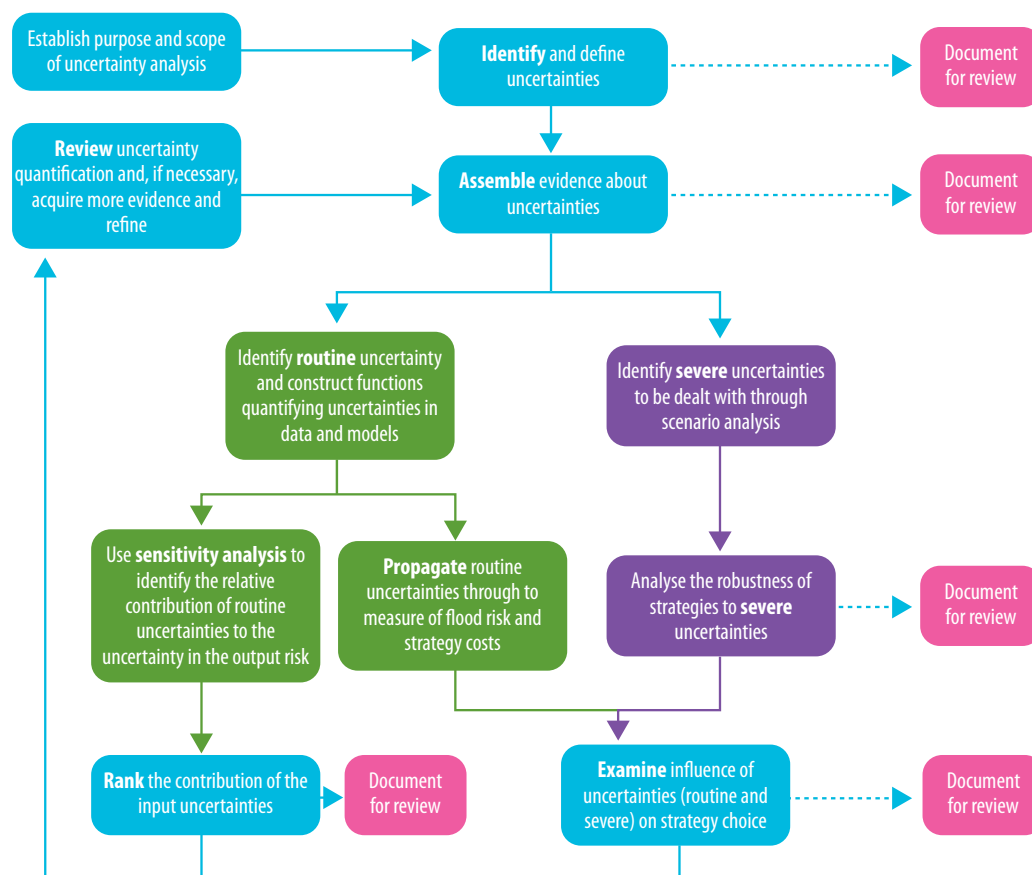 Establish purpose and scope
of uncertainty analysis
Identify and define
uncertainties
Document
for review
Review uncertainty
quantification and, if necessary,
acquire more evidence and
refine
Assemble evidence about
uncertainties
Document
for review
Identify routine uncertainty
and construct functions
quantifying uncertainties in
data and models
Identify severe uncertainties
to be dealt with through
scenario analysis
Use sensitivity analysis to
identify the relative
contribution of routine
uncertainties to the
uncertainty in the output risk
Propagate routine
uncertainties through to
measure of flood risk and
strategy costs
Analyse the robustness of
strategies to severe
uncertainties
Document
for review
Rank the contribution of the
input uncertainties
Document
for review
Examine influence of
uncertainties (routine and
severe) on strategy choice
Document
for review